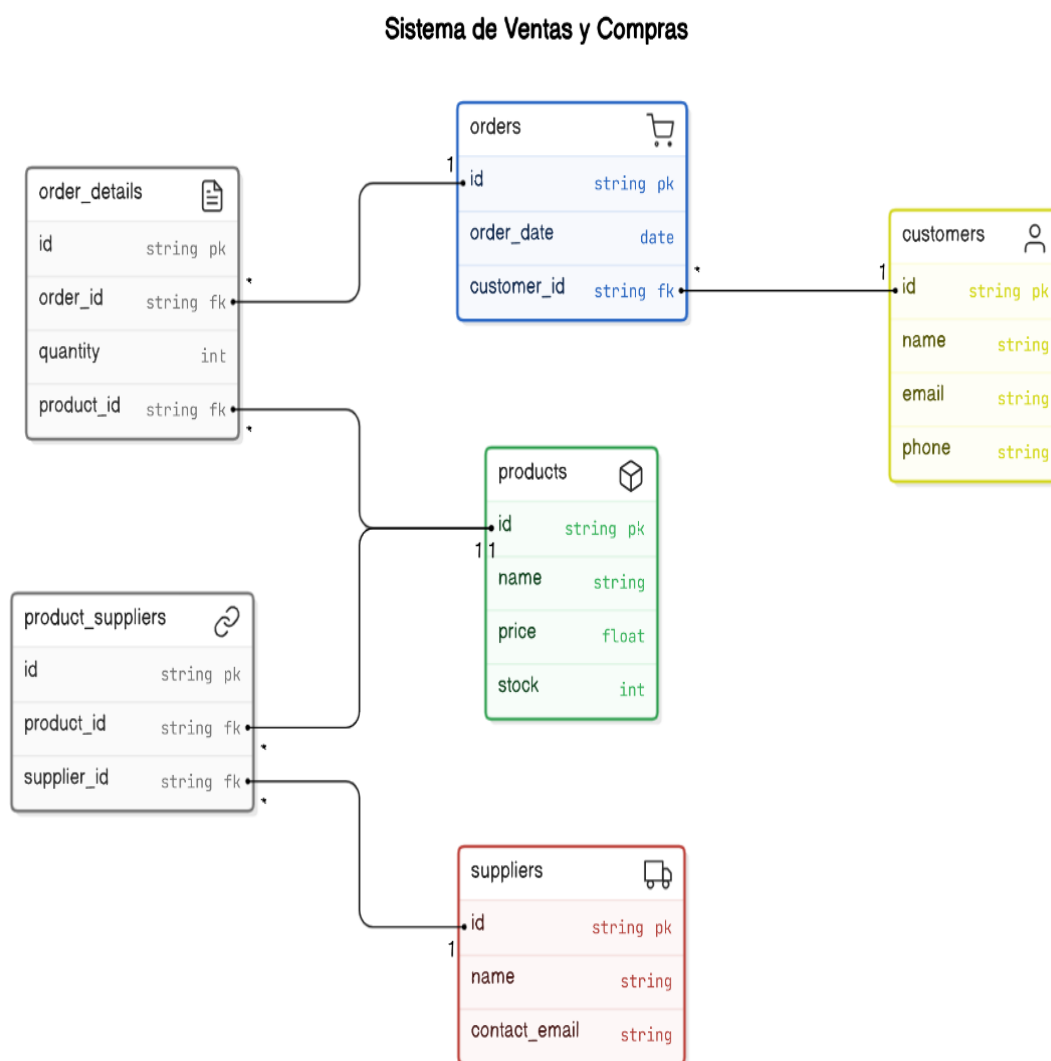 Sistema de Ventas y Compras
orders
1
id string pk
order_date date
customer_id string fk
*
order_details
id string pk
*
order_id string fk
quantity int
product_id string fk
*
customers
1
id string pk
name string
email string
phone string
products
id string pk
1 1
name string
price float
stock int
product_suppliers
id string pk
product_id string fk
*
supplier_id string fk
*
suppliers
id string pk
1
name string
contact_email string